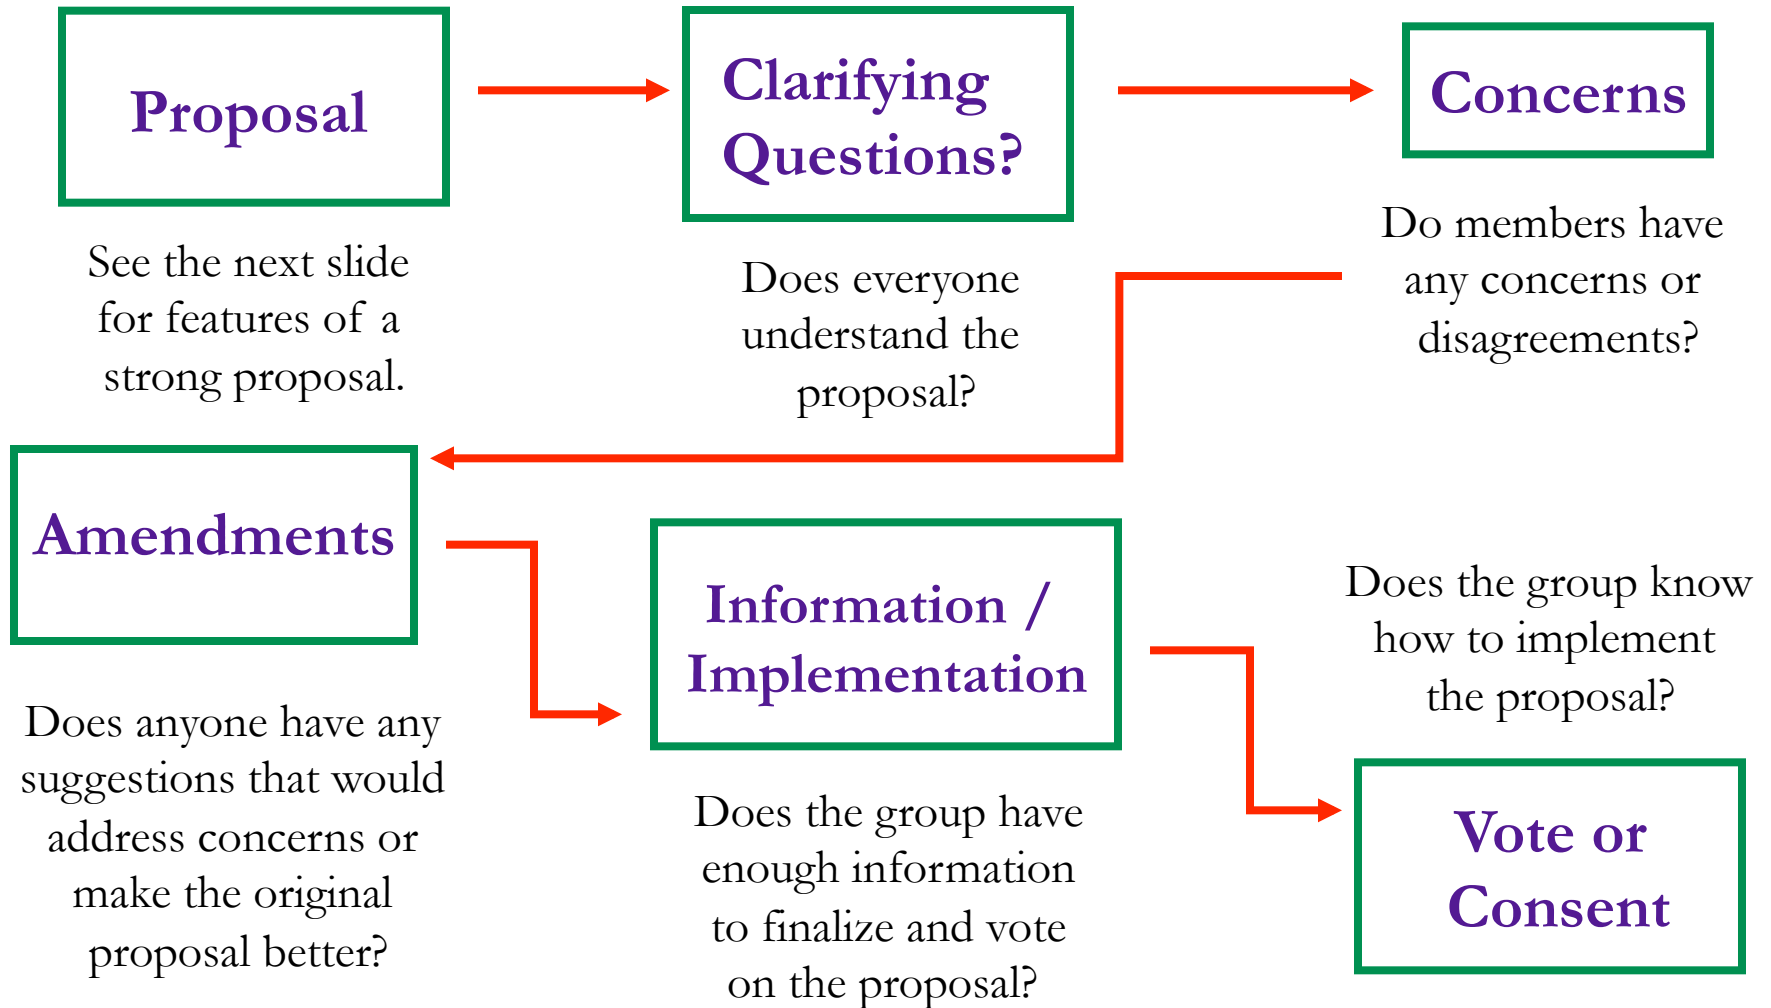 Proposal
See the next slide
for features of a
strong proposal.
Clarifying
Questions?
Does everyone
understand the
proposal?
Concerns
Do members have
any concerns or
disagreements?
Amendments
Does anyone have any
suggestions that would
address concerns or
make the original
proposal better?
Information /
Implementation
Does the group have
enough information
to finalize and vote
on the proposal?
Does the group know
how to implement
the proposal?
Vote or
Consent